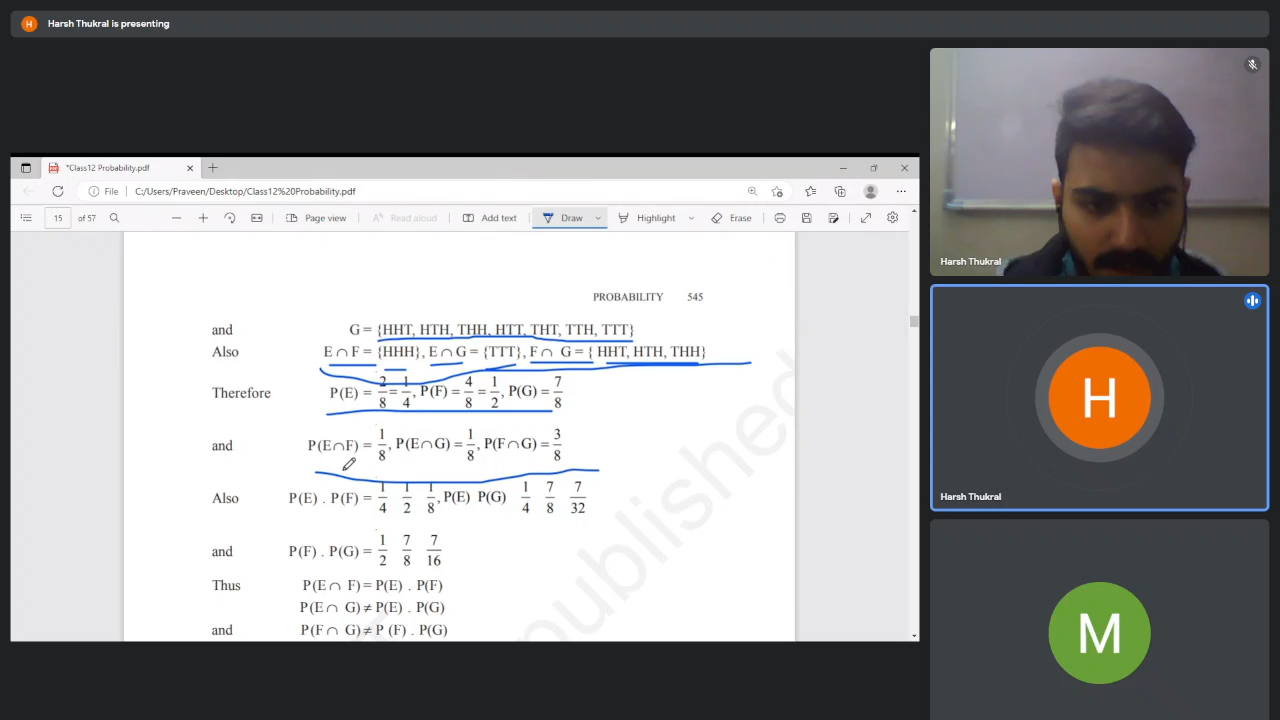 H Harsh Thukral is presenting
*Class12 Probability.pdf
File C:/Users/Praveen/Desktop/Class12%20Probability.pdf
15 of 57 Page view Read aloud Add text Draw Highlight Erase
PROBABILITY 545
and G = {HHT, HTH, THH, HTT, THT, TTH, TTT}
Also E ∩ F = {HHH}, E ∩ G = {TTT}, F ∩ G = { HHT, HTH, THH}
Therefore P(E) = 2/8 = 1/4, P(F) = 4/8 = 1/2, P(G) = 7/8
and P(E∩F) = 1/8, P(E∩G) = 1/8, P(F∩G) = 3/8
Also P(E) . P(F) = 1/4 1/2 1/8, P(E) P(G) 1/4 7/8 7/32
and P(F) . P(G) = 1/2 7/8 7/16
Thus P(E ∩ F) = P(E) . P(F)
P(E ∩ G) ≠ P(E) . P(G)
and P(F ∩ G) ≠ P (F) . P(G)
published
Harsh Thukral
H
Harsh Thukral
M